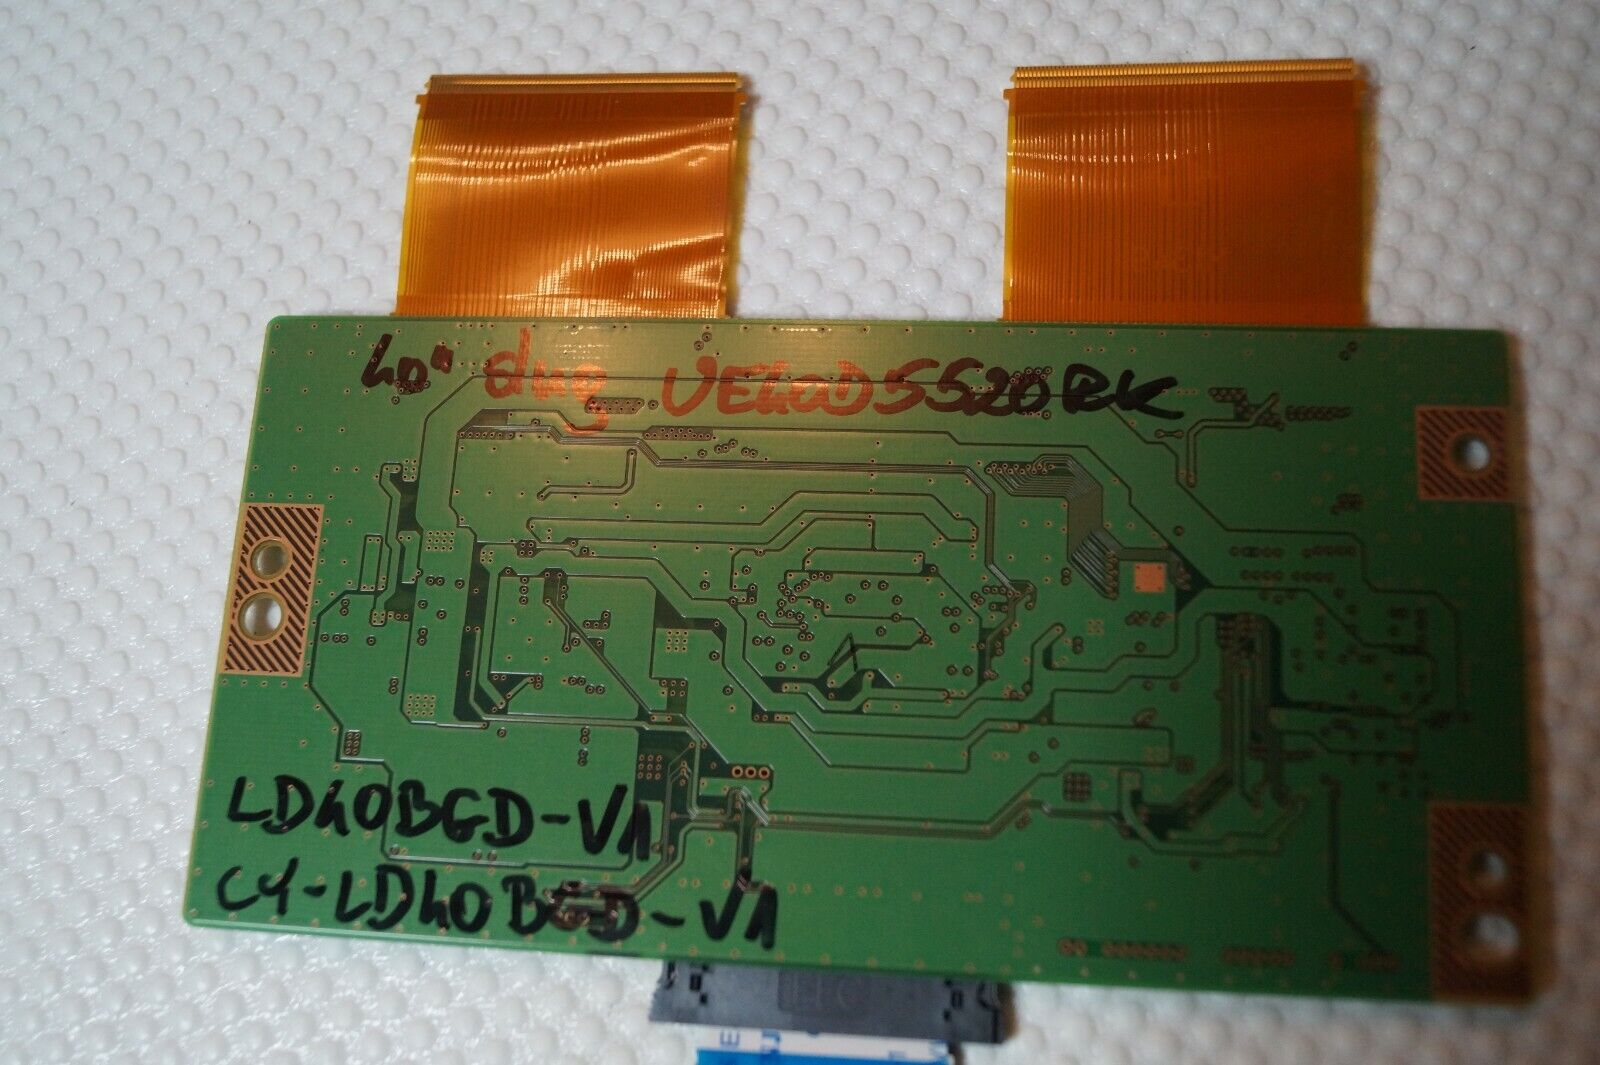 40" dug UE40D5520RK
LD40BGD-V1
CY-LD40BGD-V1